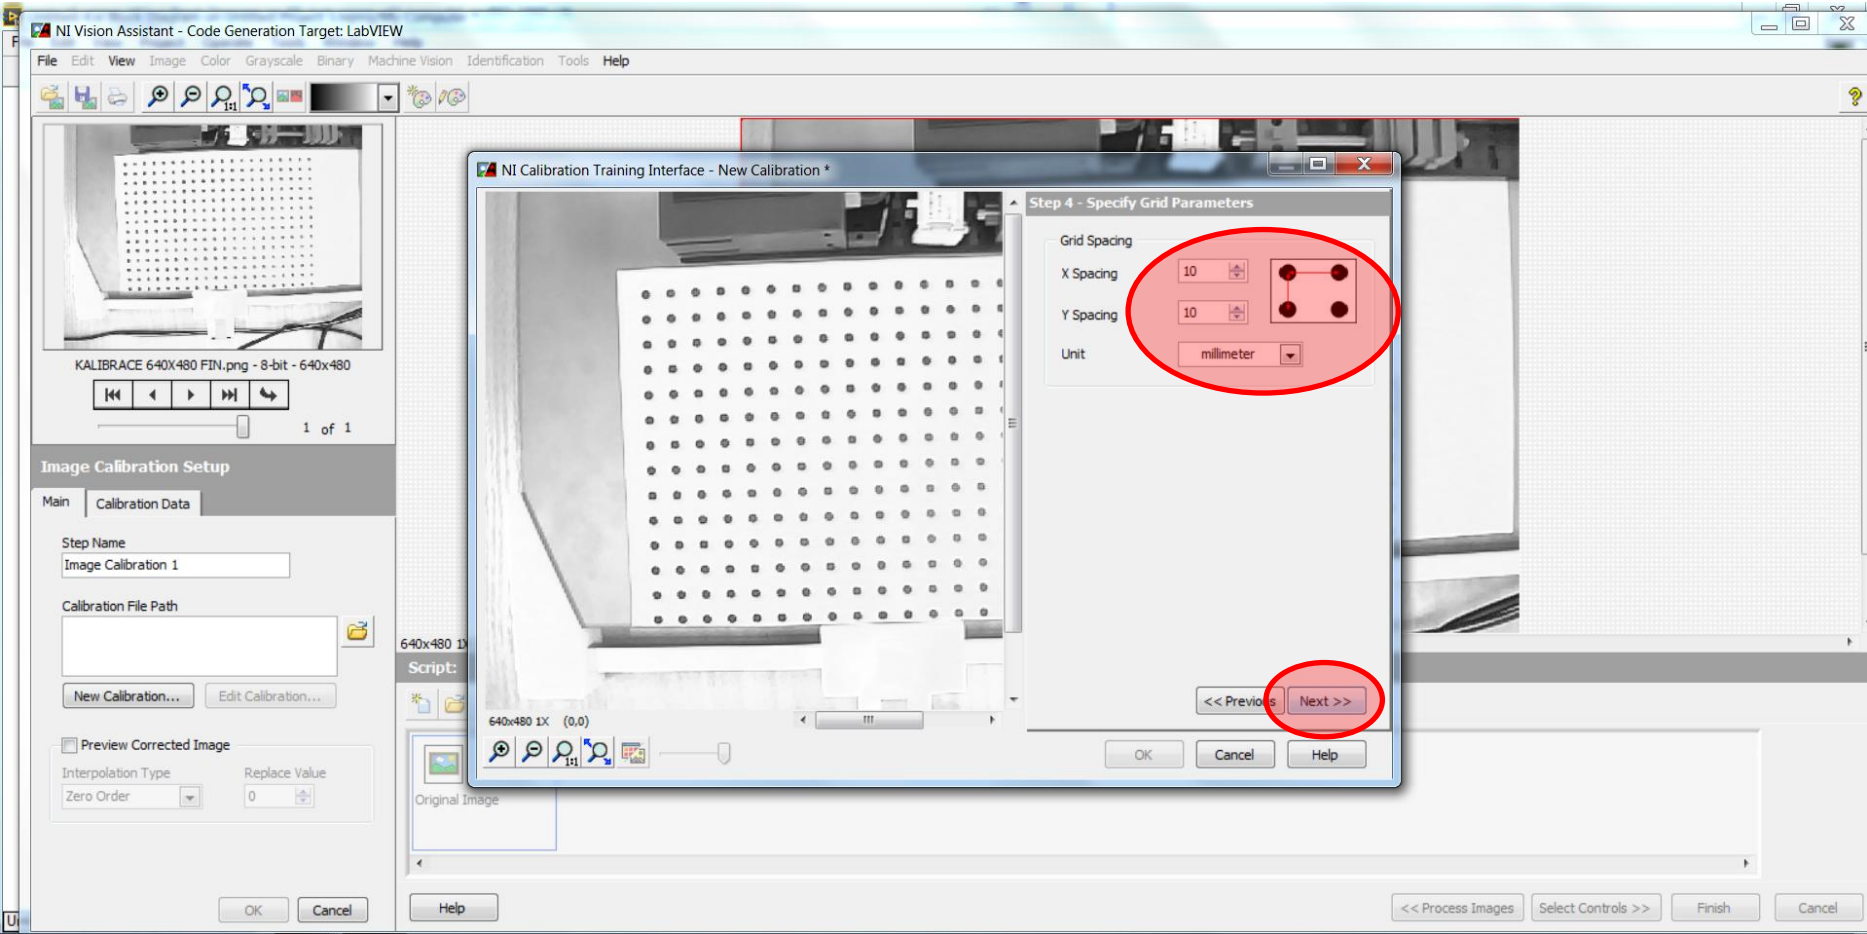 NI Vision Assistant - Code Generation Target: LabVIEW
File Edit View Image Color Grayscale Binary Machine Vision Identification Tools Help
1:1
KALIBRACE 640X480 FIN.png - 8-bit - 640x480
1 of 1
Image Calibration Setup
Main
Calibration Data
Step Name
Image Calibration 1
Calibration File Path
New Calibration...
Edit Calibration...
Preview Corrected Image
Interpolation Type
Replace Value
Zero Order
0
OK
Cancel
NI Calibration Training Interface - New Calibration *
Step 4 - Specify Grid Parameters
Grid Spacing
X Spacing
10
Y Spacing
10
Unit
millimeter
<< Previous
Next >>
640x480 1X (0,0)
1:1
OK
Cancel
Help
640x480 1X
Script:
Original Image
Help
<< Process Images
Select Controls >>
Finish
Cancel